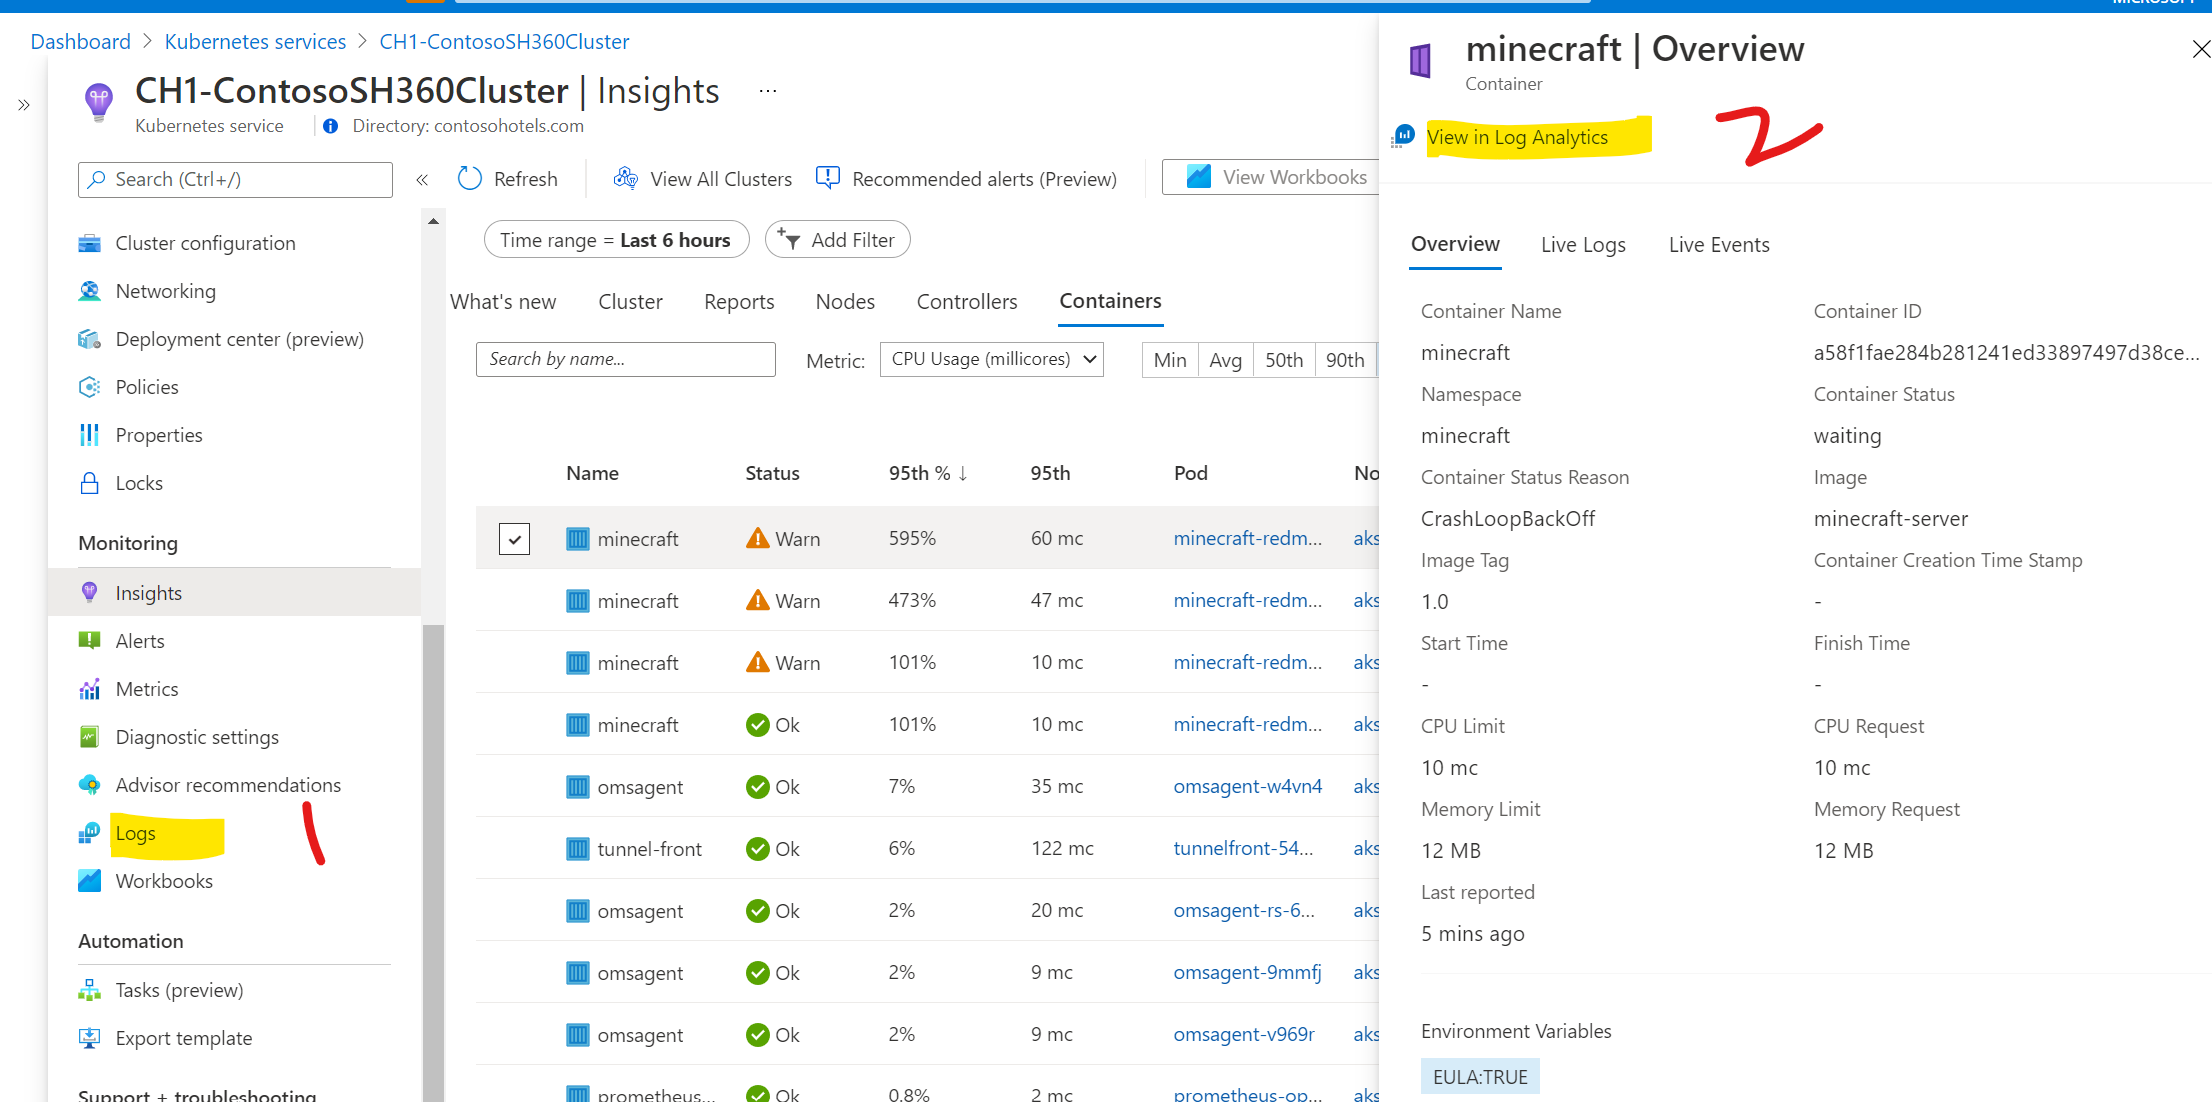 Dashboard > Kubernetes services > CH1-ContosoSH360Cluster
CH1-ContosoSH360Cluster | Insights ...
Kubernetes service Directory: contosohotels.com
Search (Ctrl+/)
«
Refresh View All Clusters Recommended alerts (Preview) View Workbooks
Cluster configuration
Networking
Deployment center (preview)
Policies
Properties
Locks
Monitoring
Insights
Alerts
Metrics
Diagnostic settings
Advisor recommendations
Logs
1
Workbooks
Automation
Tasks (preview)
Export template
Support + troubleshooting
Time range = Last 6 hours Add Filter
What's new Cluster Reports Nodes Controllers Containers
Search by name... Metric: CPU Usage (millicores) Min Avg 50th 90th
Name Status 95th % ↓ 95th Pod No
minecraft Warn 595% 60 mc minecraft-redm... aks
minecraft Warn 473% 47 mc minecraft-redm... aks
minecraft Warn 101% 10 mc minecraft-redm... aks
minecraft Ok 101% 10 mc minecraft-redm... aks
omsagent Ok 7% 35 mc omsagent-w4vn4 aks
tunnel-front Ok 6% 122 mc tunnelfront-54... aks
omsagent Ok 2% 20 mc omsagent-rs-6... aks
omsagent Ok 2% 9 mc omsagent-9mmfj aks
omsagent Ok 2% 9 mc omsagent-v969r aks
prometheus... Ok 0.8% 2 mc prometheus-op... aks
minecraft | Overview
Container
View in Log Analytics
2
Overview Live Logs Live Events
Container Name Container ID
minecraft a58f1fae284b281241ed33897497d38ce...
Namespace Container Status
minecraft waiting
Container Status Reason Image
CrashLoopBackOff minecraft-server
Image Tag Container Creation Time Stamp
1.0 -
Start Time Finish Time
- -
CPU Limit CPU Request
10 mc 10 mc
Memory Limit Memory Request
12 MB 12 MB
Last reported
5 mins ago
Environment Variables
EULA:TRUE